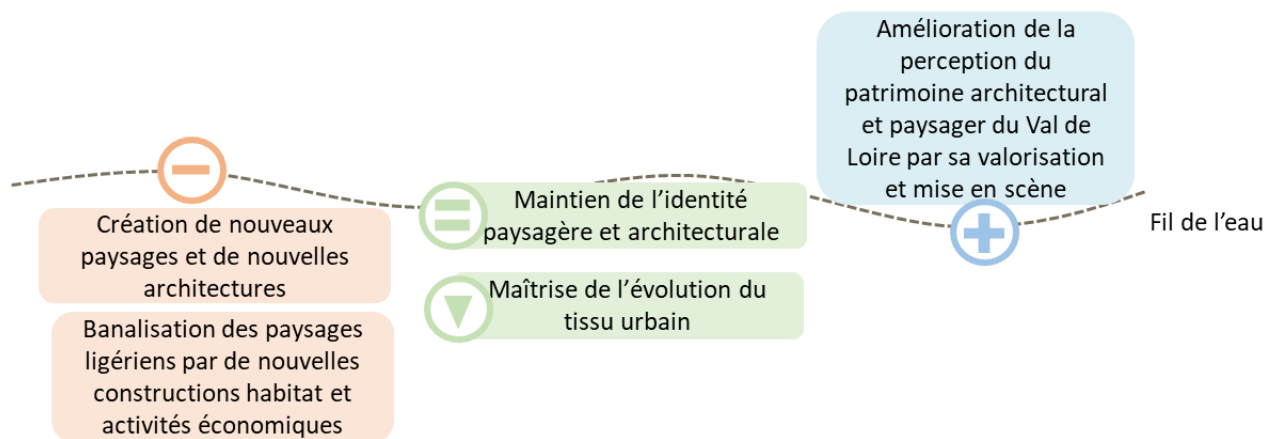 Création de nouveaux
paysages et de nouvelles
architectures
Banalisation des paysages
ligériens par de nouvelles
constructions habitat et
activités économiques
Maintien de l’identité
paysagère et architecturale
Maîtrise de l’évolution du
tissu urbain
Amélioration de la
perception du
patrimoine architectural
et paysager du Val de
Loire par sa valorisation
et mise en scène
Fil de l’eau